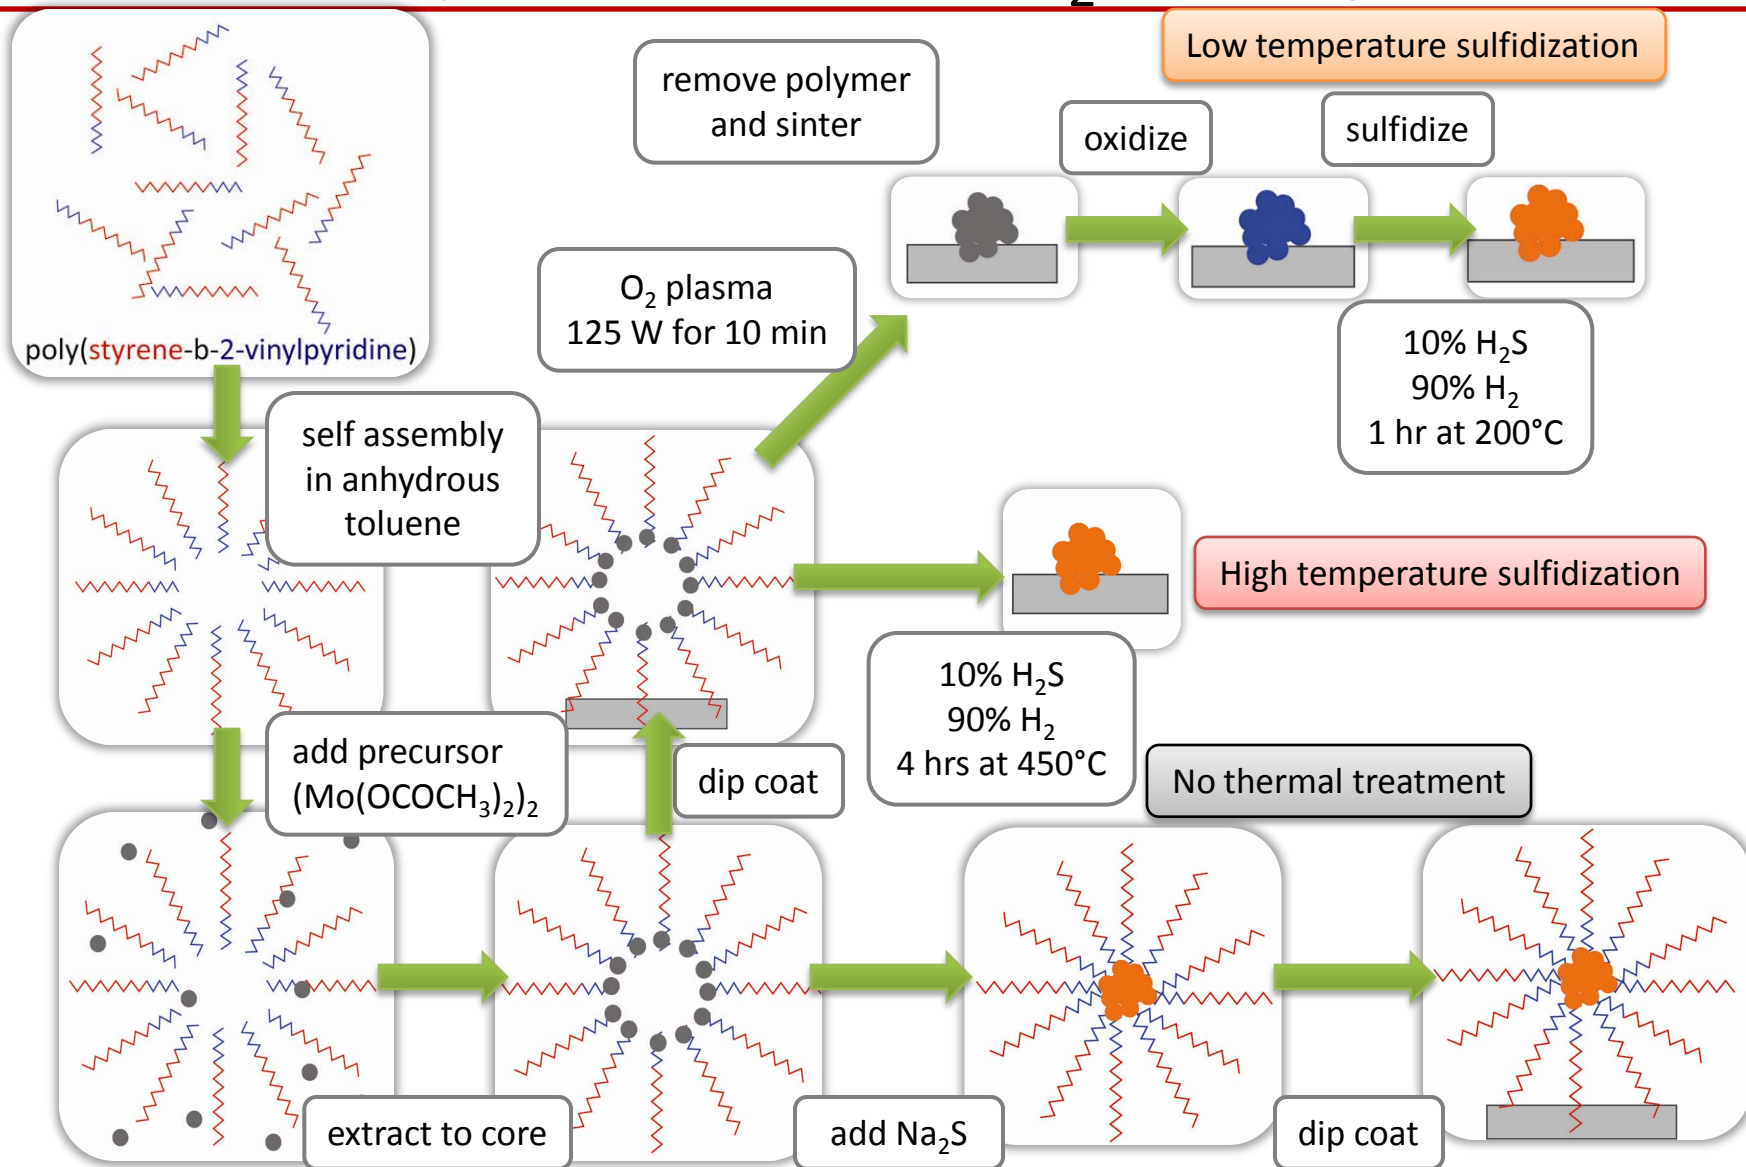 Low temperature sulfidization
remove polymer
and sinter
oxidize
sulfidize
O₂ plasma
125 W for 10 min
10% H₂S
90% H₂
1 hr at 200°C
poly(styrene-b-2-vinylpyridine)
self assembly
in anhydrous
toluene
High temperature sulfidization
10% H₂S
90% H₂
4 hrs at 450°C
add precursor
(Mo(OCOCH₃)₂)₂
dip coat
No thermal treatment
extract to core
add Na₂S
dip coat